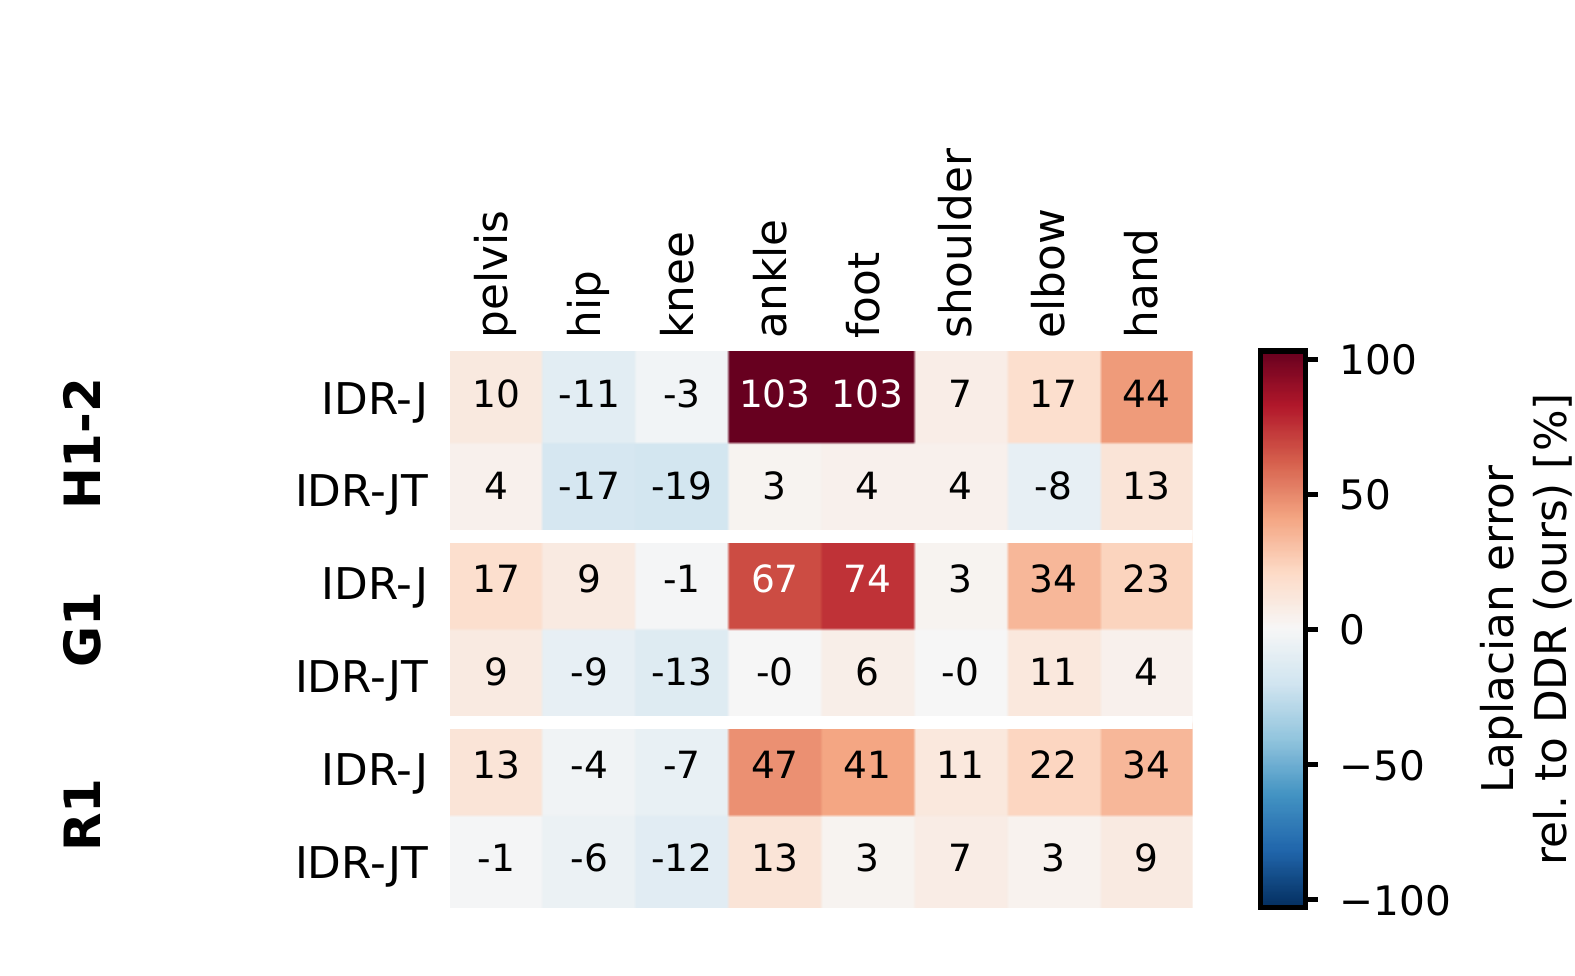 pelvis hip knee ankle foot shoulder elbow hand
H1-2
IDR-J 10 -11 -3 103 103 7 17 44
IDR-JT 4 -17 -19 3 4 4 -8 13
G1
IDR-J 17 9 -1 67 74 3 34 23
IDR-JT 9 -9 -13 -0 6 -0 11 4
R1
IDR-J 13 -4 -7 47 41 11 22 34
IDR-JT -1 -6 -12 13 3 7 3 9
100
50
0
−50
−100
Laplacian error
rel. to DDR (ours) [%]